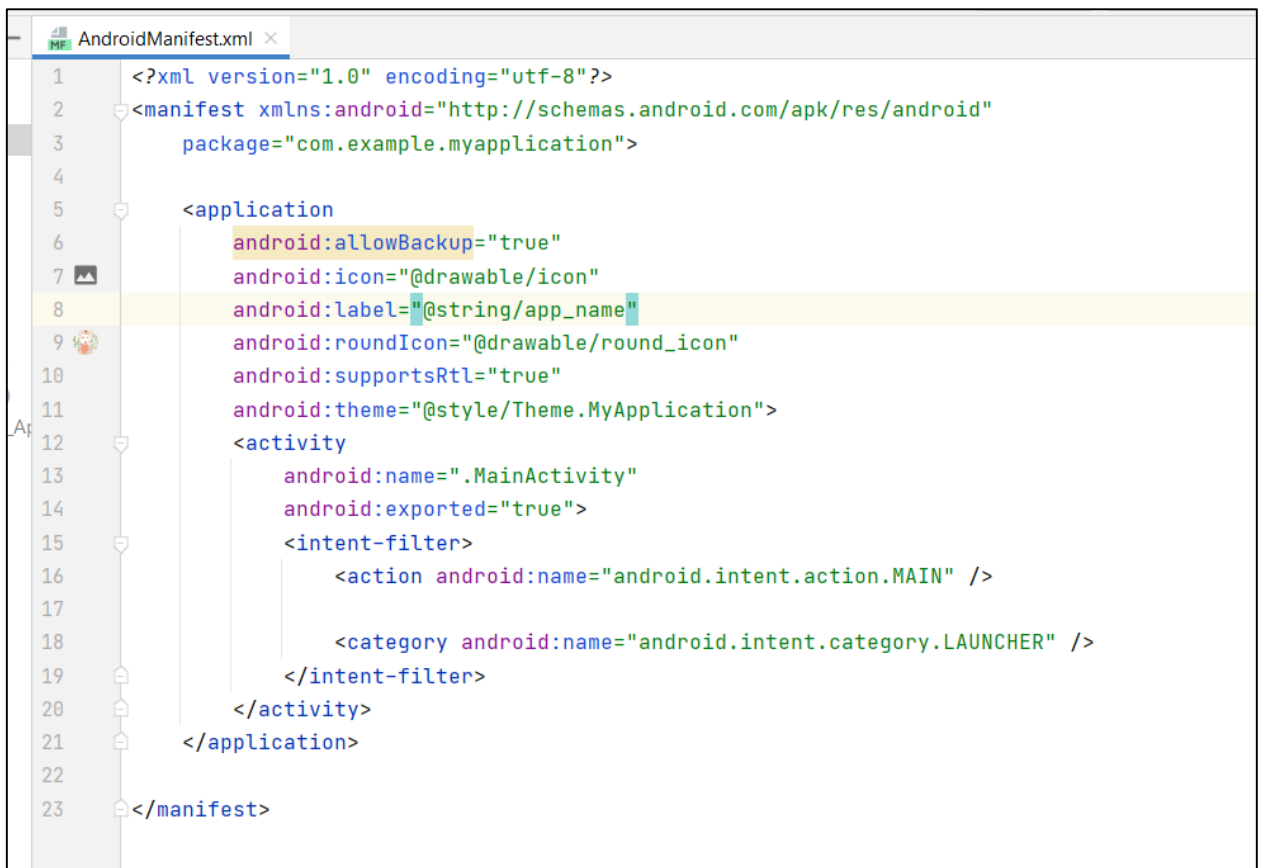 AndroidManifest.xml
MF
1 <?xml version="1.0" encoding="utf-8"?>
2 <manifest xmlns:android="http://schemas.android.com/apk/res/android"
3     package="com.example.myapplication">
4
5     <application
6         android:allowBackup="true"
7         android:icon="@drawable/icon"
8         android:label="@string/app_name"
9         android:roundIcon="@drawable/round_icon"
10         android:supportsRtl="true"
11         android:theme="@style/Theme.MyApplication">
_Ap
12         <activity
13             android:name=".MainActivity"
14             android:exported="true">
15             <intent-filter>
16                 <action android:name="android.intent.action.MAIN" />
17
18                 <category android:name="android.intent.category.LAUNCHER" />
19             </intent-filter>
20         </activity>
21     </application>
22
23 </manifest>